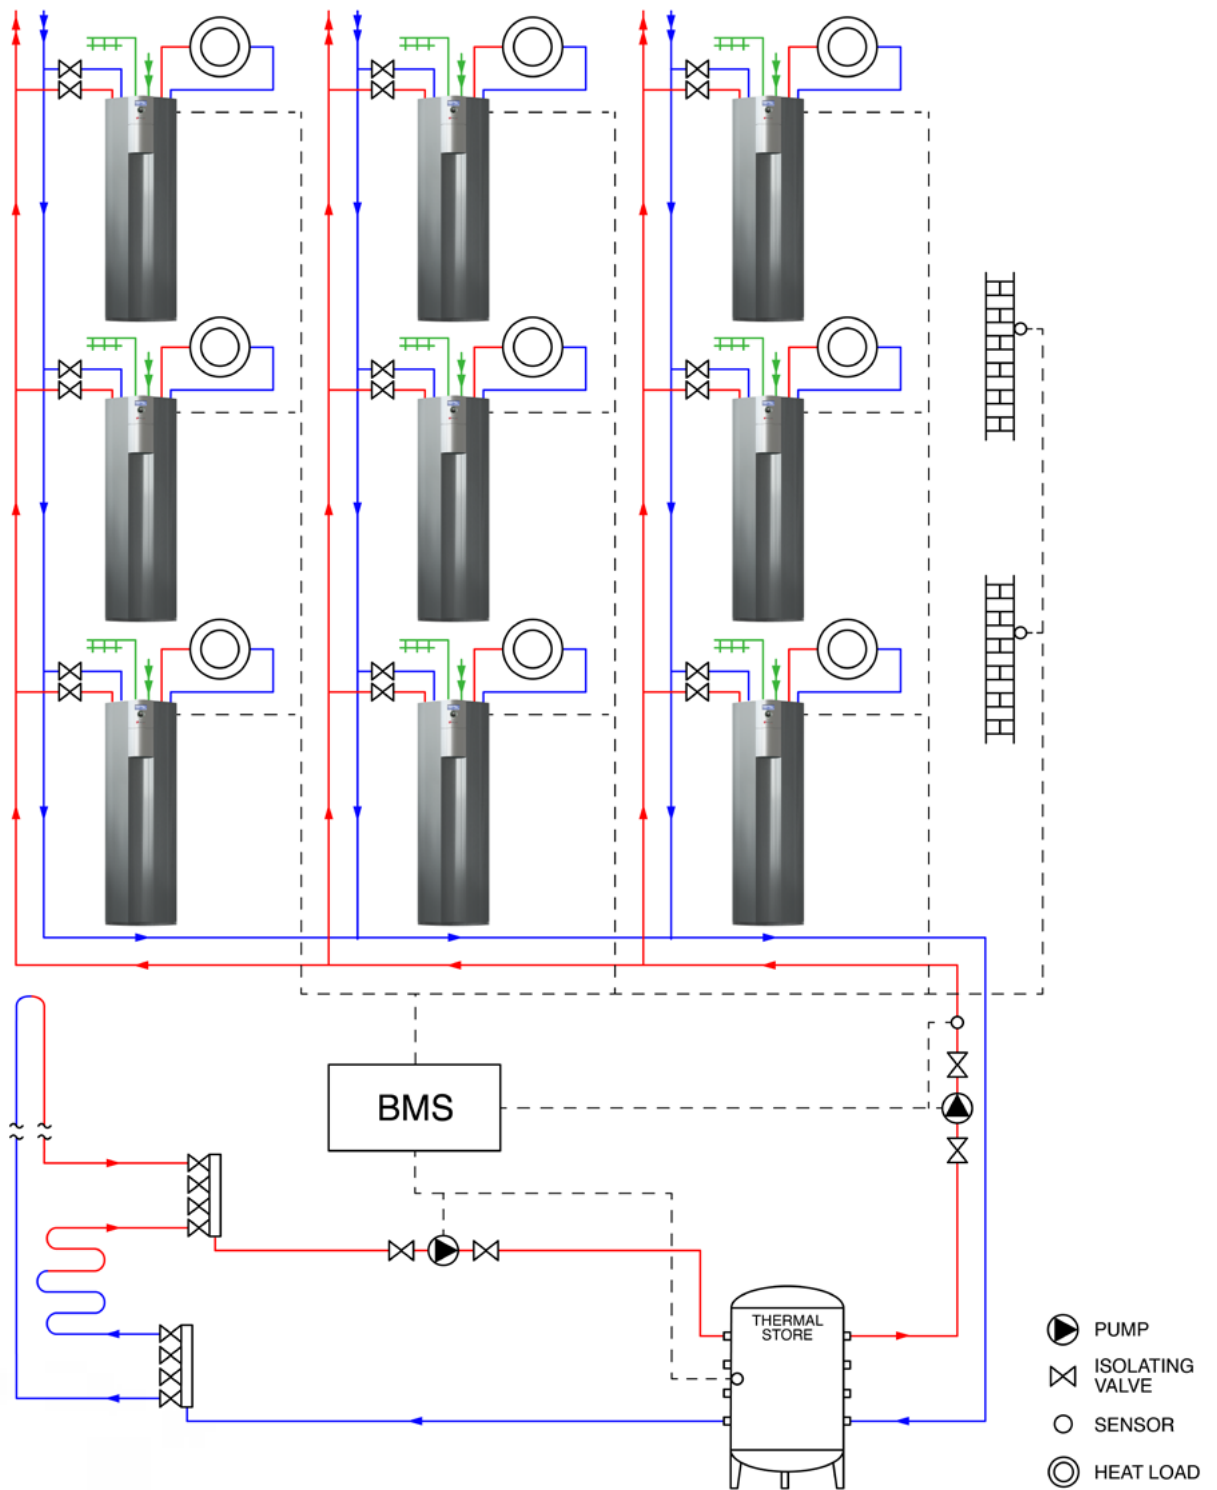 BMS
THERMAL
STORE
PUMP
ISOLATING
VALVE
SENSOR
HEAT LOAD